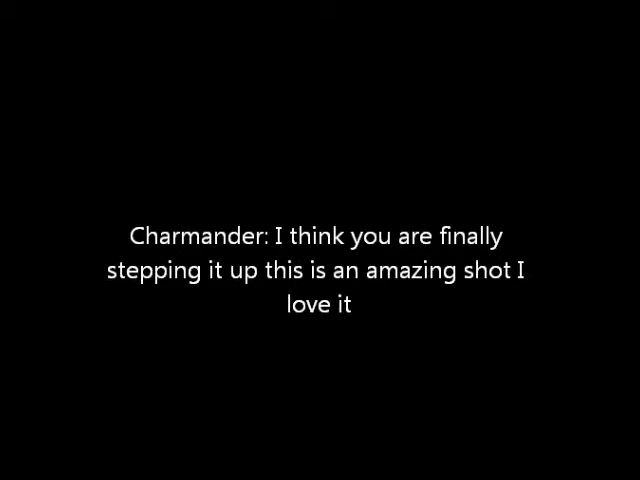 Charmander: I think you are finally
stepping it up this is an amazing shot I
love it